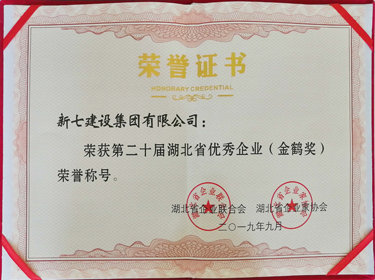 荣誉证书
HONORARY CREDENTIAL
新七建设集团有限公司：
荣获第二十届湖北省优秀企业（金鹤奖）
荣誉称号。
湖北省企业联合会 湖北省企业家协会
二〇一九年九月